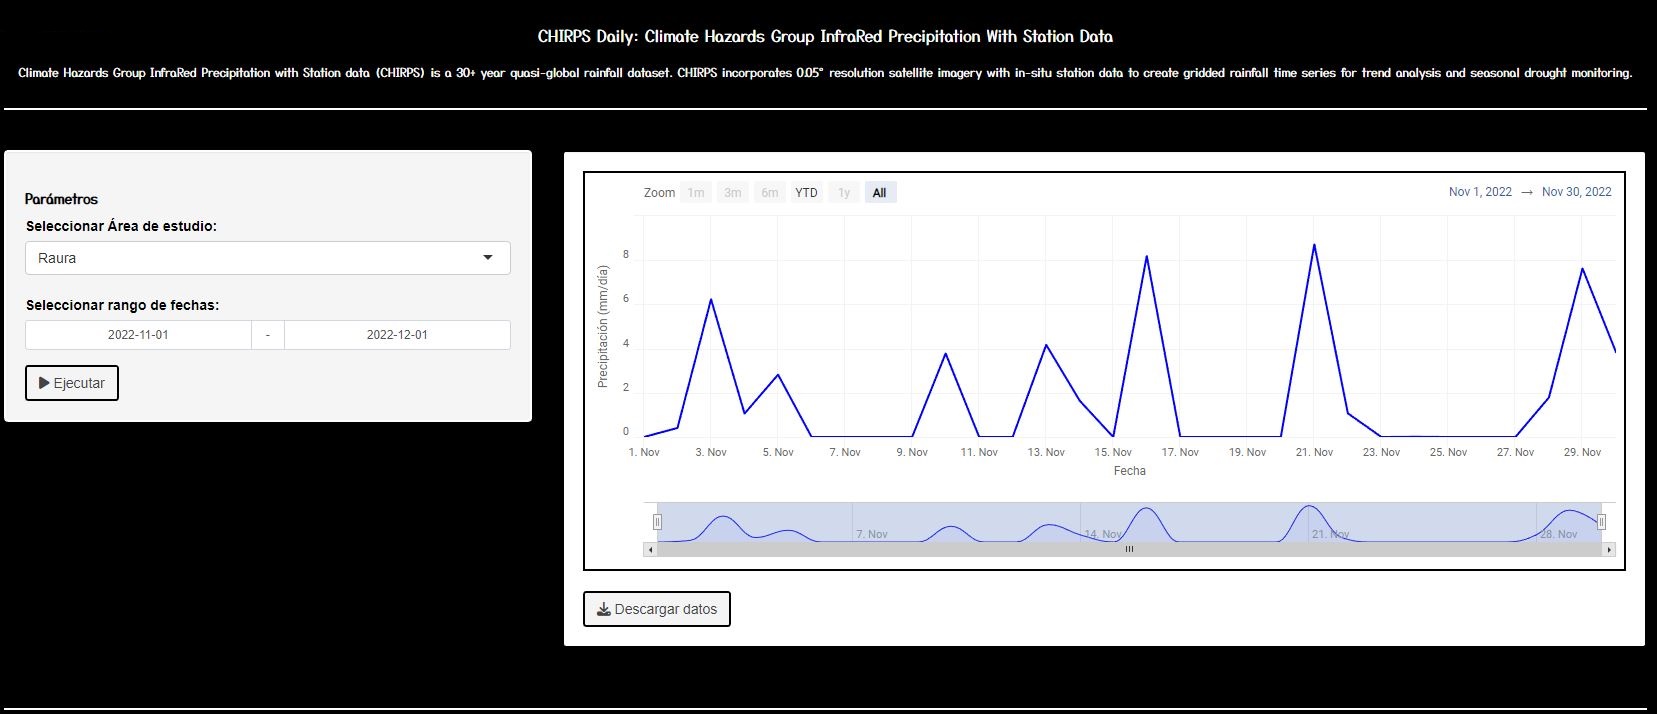 CHIRPS Daily: Climate Hazards Group InfraRed Precipitation With Station Data
Climate Hazards Group InfraRed Precipitation with Station data (CHIRPS) is a 30+ year quasi-global rainfall dataset. CHIRPS incorporates 0.05° resolution satellite imagery with in-situ station data to create gridded rainfall time series for trend analysis and seasonal drought monitoring.
Parámetros
Seleccionar Área de estudio:
Raura
Seleccionar rango de fechas:
2022-11-01 - 2022-12-01
Ejecutar
Zoom 1m 3m 6m YTD 1y All
Nov 1, 2022 → Nov 30, 2022
Precipitación (mm/día)
8
6
4
2
0
1. Nov 3. Nov 5. Nov 7. Nov 9. Nov 11. Nov 13. Nov 15. Nov 17. Nov 19. Nov 21. Nov 23. Nov 25. Nov 27. Nov 29. Nov
Fecha
7. Nov 14. Nov 21. Nov 28. Nov
Descargar datos